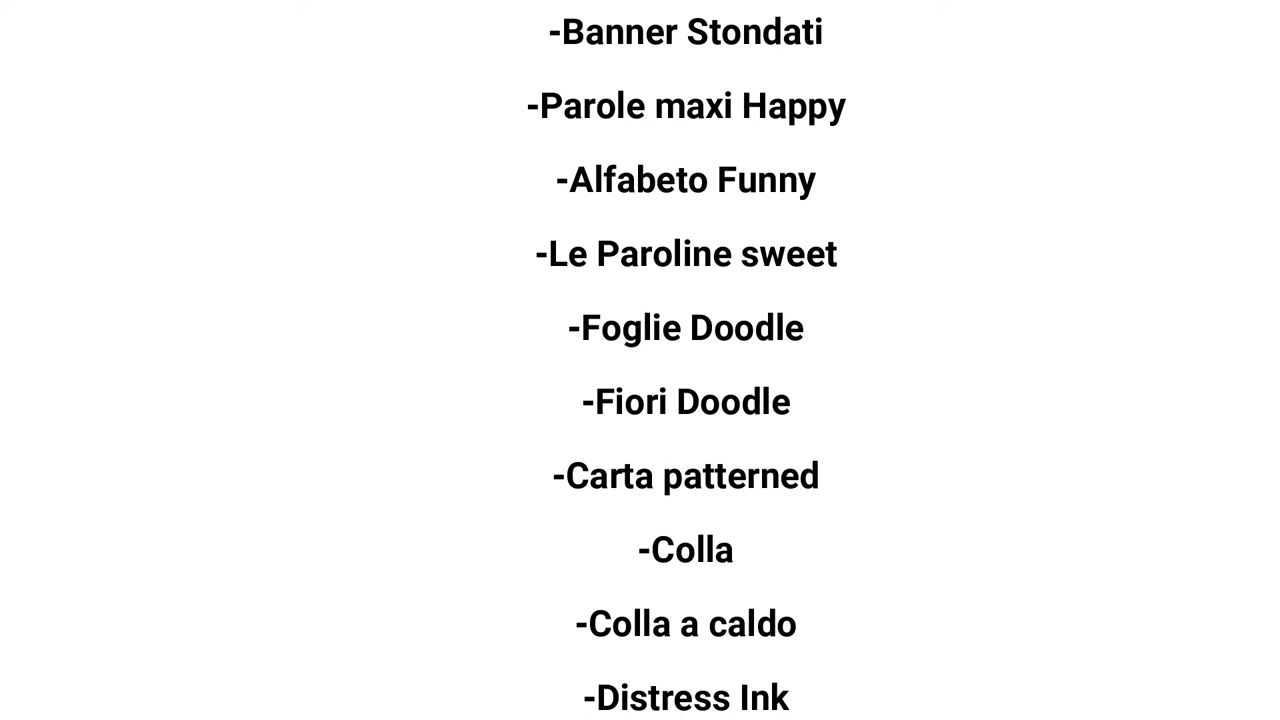 -Banner Stondati
-Parole maxi Happy
-Alfabeto Funny
-Le Paroline sweet
-Foglie Doodle
-Fiori Doodle
-Carta patterned
-Colla
-Colla a caldo
-Distress Ink